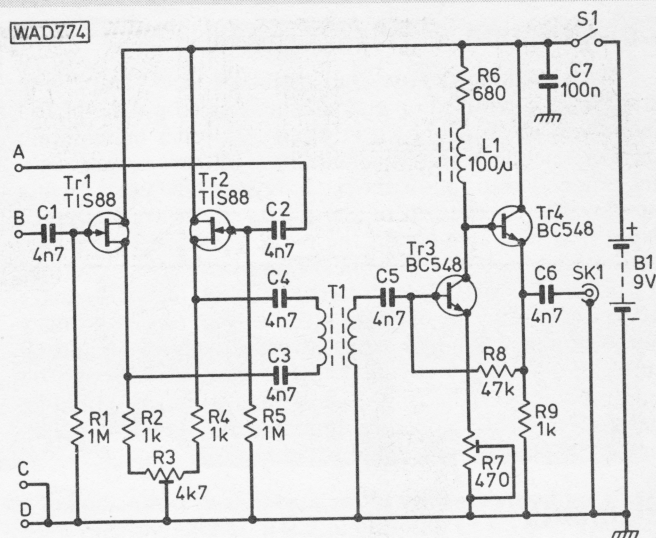 WAD774
S1
R6
680
C7
100n
A
L1
100μ
Tr1
TIS88
Tr2
TIS88
B
C1
4n7
C2
4n7
Tr4
BC548
Tr3
BC548
+
B1
9V
-
C4
4n7
T1
C5
4n7
C6
4n7
SK1
C3
4n7
R8
47k
R1
1M
R2
1k
R4
1k
R5
1M
R9
1k
R3
4k7
R7
470
C
D